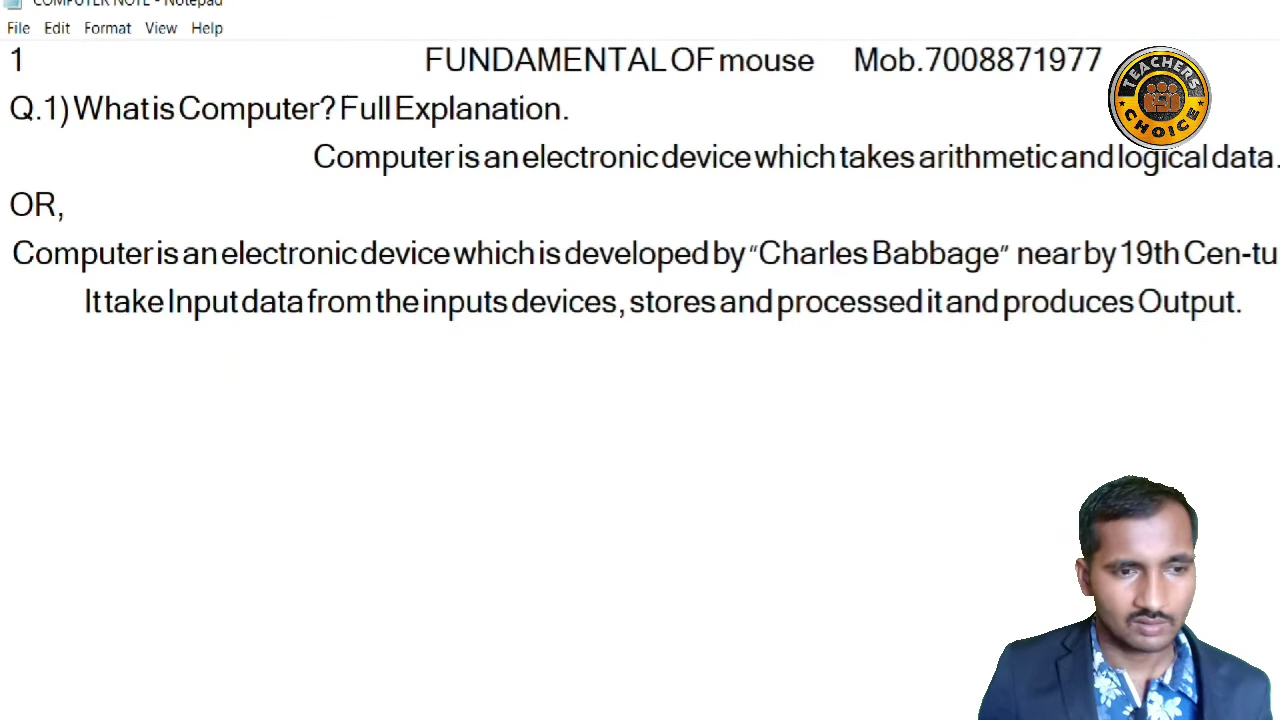 COMPUTER NOTE - Notepad
File Edit Format View Help
1 FUNDAMENTAL OF mouse Mob.7008871977
TEACHERS CHOICE
Q.1) What is Computer? Full Explanation.
Computer is an electronic device which takes arithmetic and logical data.
OR,
Computer is an electronic device which is developed by “Charles Babbage” near by 19th Cen-tu
It take Input data from the inputs devices, stores and processed it and produces Output.